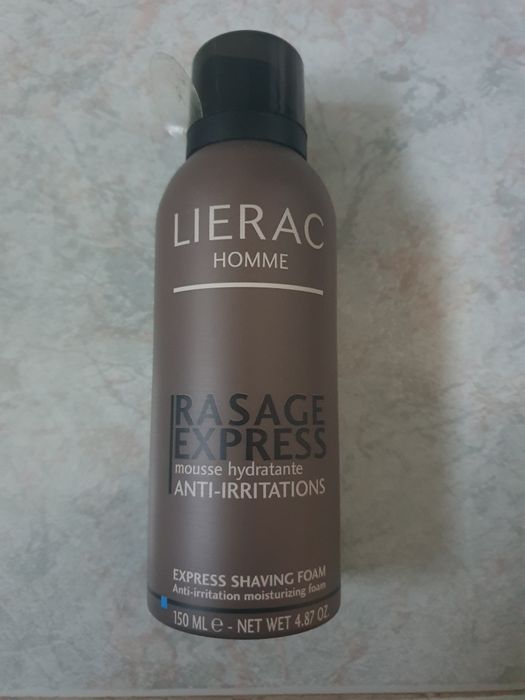 LIERAC
HOMME
RASAGE
EXPRESS
mousse hydratante
ANTI-IRRITATIONS
EXPRESS SHAVING FOAM
Anti-irritation moisturizing foam
150 ML ℮ - NET WET 4.87 OZ.